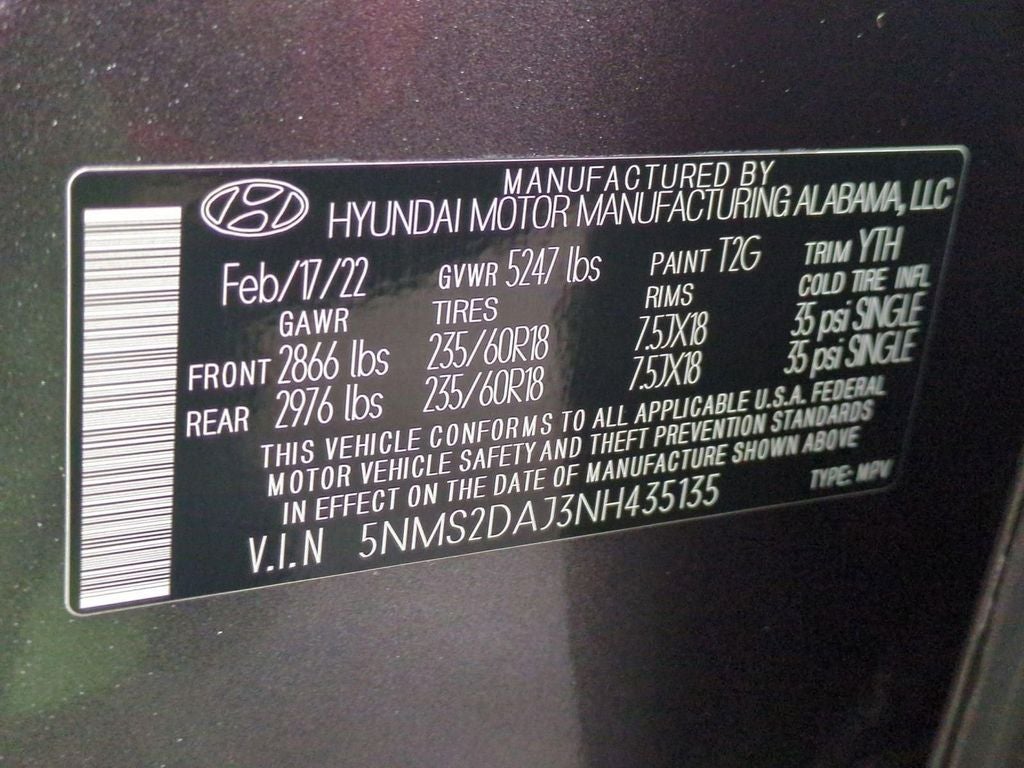 MANUFACTURED BY
HYUNDAI MOTOR MANUFACTURING ALABAMA, LLC
Feb/17/22 GVWR 5247 lbs PAINT T2G TRIM YTH
GAWR TIRES RIMS COLD TIRE INFL
FRONT 2866 lbs 235/60R18 7.5JX18 35 psi SINGLE
REAR 2976 lbs 235/60R18 7.5JX18 35 psi SINGLE
THIS VEHICLE CONFORMS TO ALL APPLICABLE U.S.A. FEDERAL
MOTOR VEHICLE SAFETY AND THEFT PREVENTION STANDARDS
IN EFFECT ON THE DATE OF MANUFACTURE SHOWN ABOVE
V.I.N 5NMS2DAJ3NH435135 TYPE: MPV